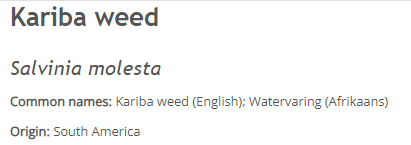 Kariba weed
Salvinia molesta
Common names: Kariba weed (English); Watervaring (Afrikaans)
Origin: South America